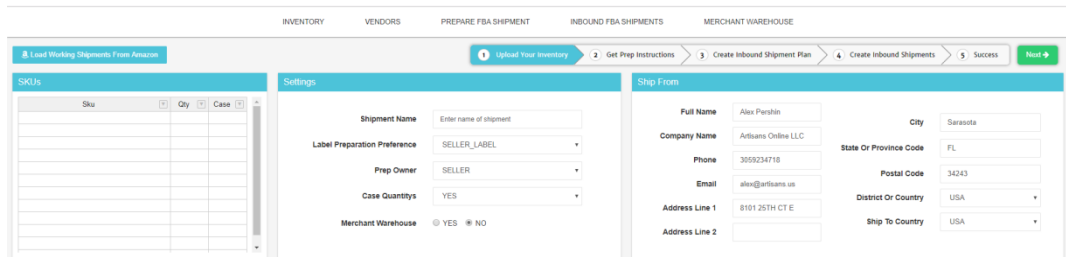 INVENTORY VENDORS PREPARE FBA SHIPMENT INBOUND FBA SHIPMENTS MERCHANT WAREHOUSE
Load Working Shipments From Amazon
1 Upload Your Inventory 2 Get Prep Instructions 3 Create Inbound Shipment Plan 4 Create Inbound Shipments 5 Success Next
SKUs
Sku Qty Case
Settings
Shipment Name Enter name of shipment
Label Preparation Preference SELLER_LABEL
Prep Owner SELLER
Case Quantitys YES
Merchant Warehouse YES NO
Ship From
Full Name Alex Pershin
Company Name Artisans Online LLC
Phone 3059234718
Email alex@artisans.us
Address Line 1 8101 25TH CT E
Address Line 2
City Sarasota
State Or Province Code FL
Postal Code 34243
District Or Country USA
Ship To Country USA